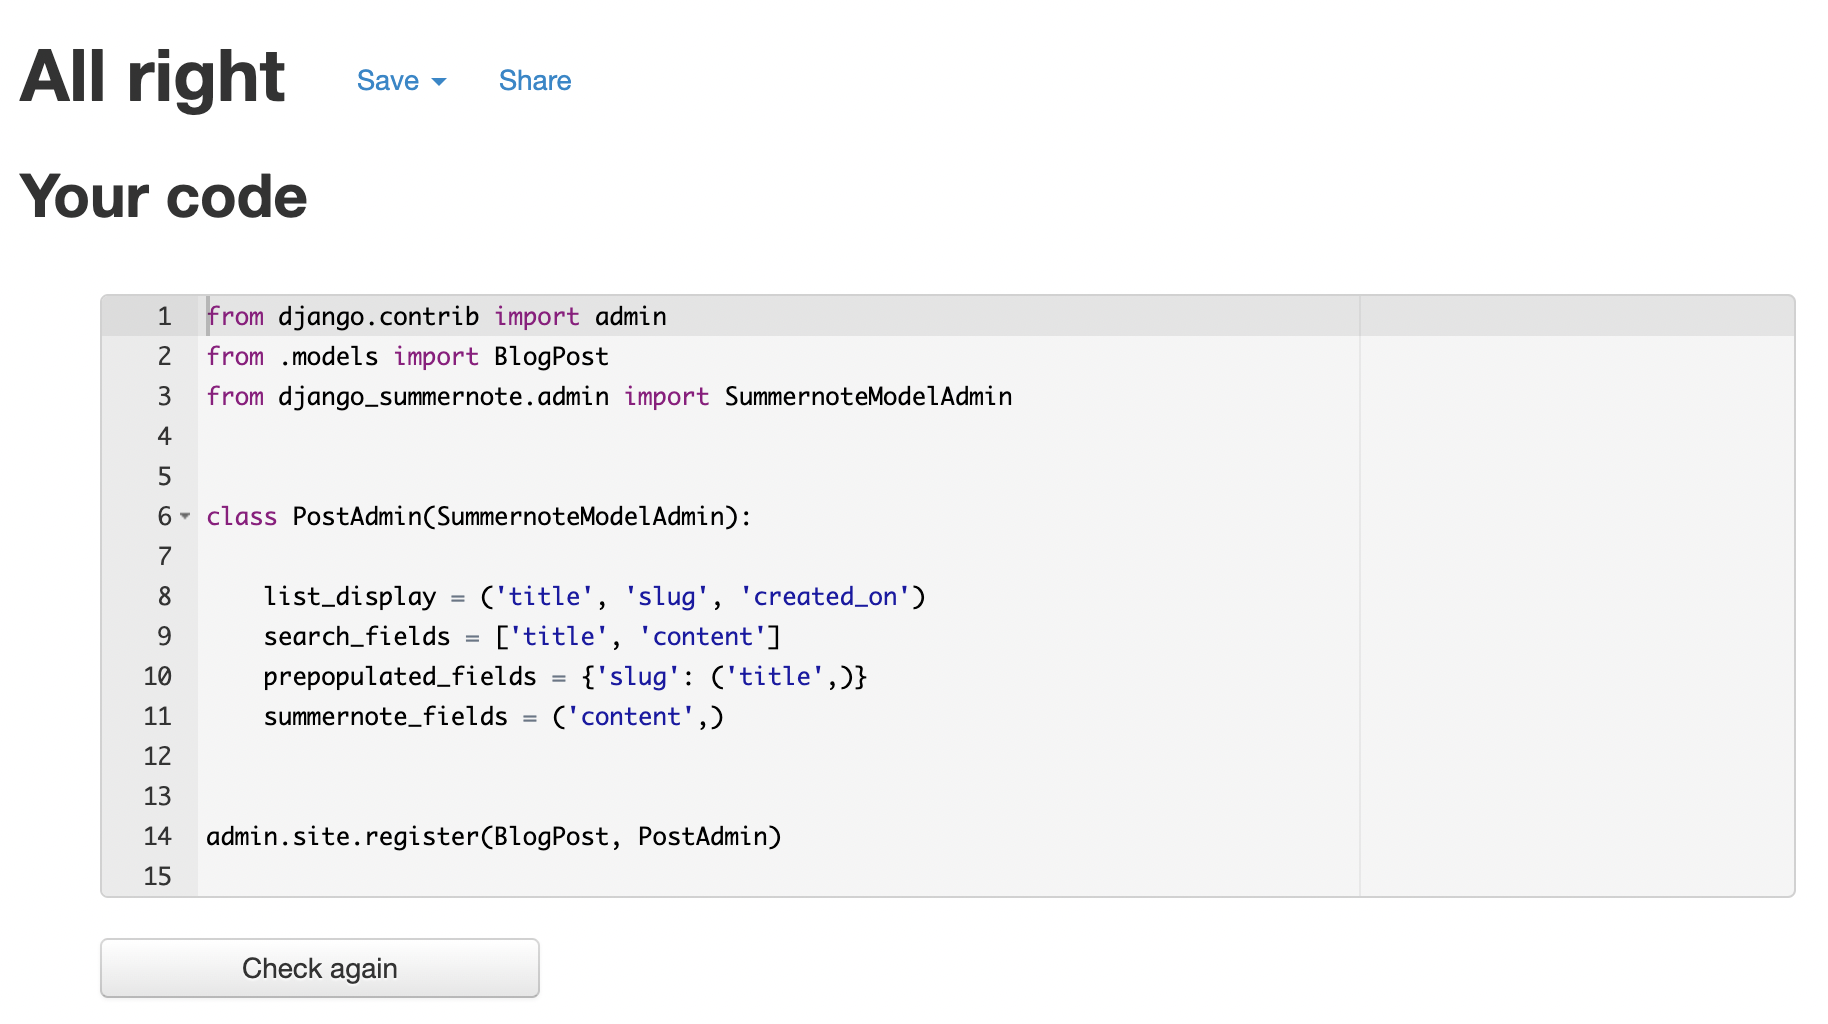 All right Save Share
Your code
1 from django.contrib import admin
2 from .models import BlogPost
3 from django_summernote.admin import SummernoteModelAdmin
4
5
6 class PostAdmin(SummernoteModelAdmin):
7
8     list_display = ('title', 'slug', 'created_on')
9     search_fields = ['title', 'content']
10     prepopulated_fields = {'slug': ('title',)}
11     summernote_fields = ('content',)
12
13
14 admin.site.register(BlogPost, PostAdmin)
15
Check again